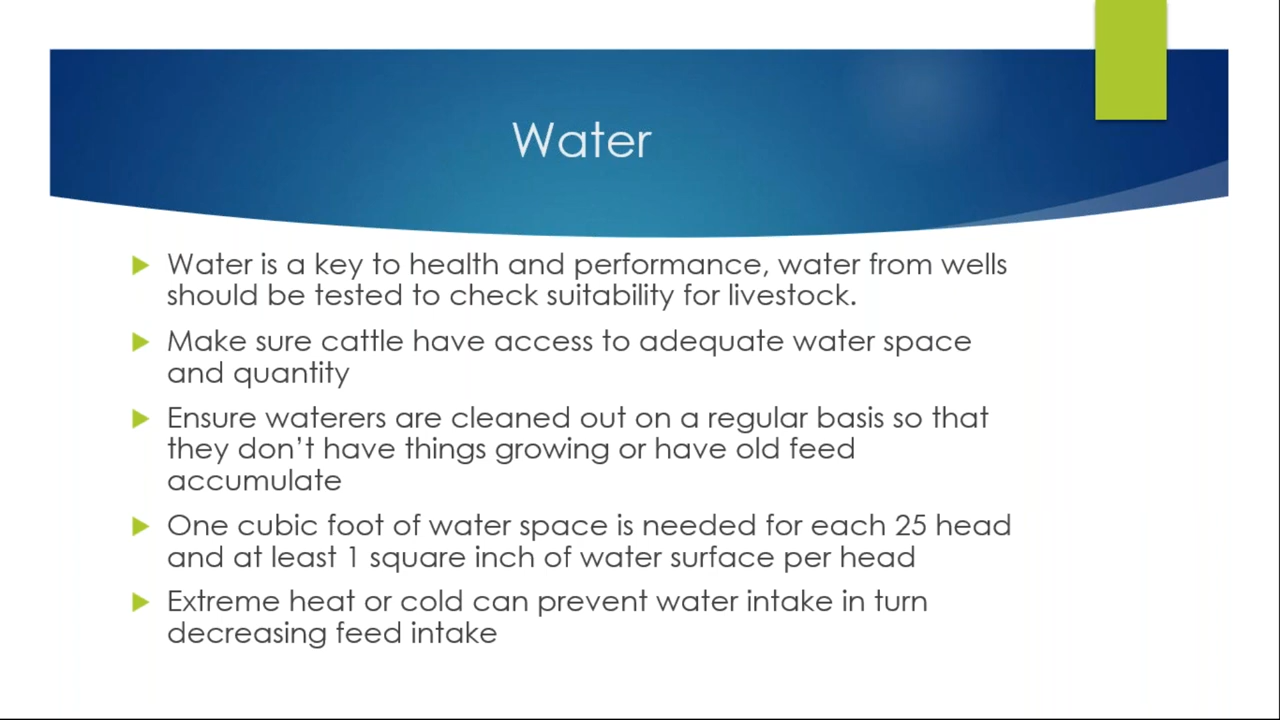 Water
Water is a key to health and performance, water from wells
should be tested to check suitability for livestock.
Make sure cattle have access to adequate water space
and quantity
Ensure waterers are cleaned out on a regular basis so that
they don’t have things growing or have old feed
accumulate
One cubic foot of water space is needed for each 25 head
and at least 1 square inch of water surface per head
Extreme heat or cold can prevent water intake in turn
decreasing feed intake